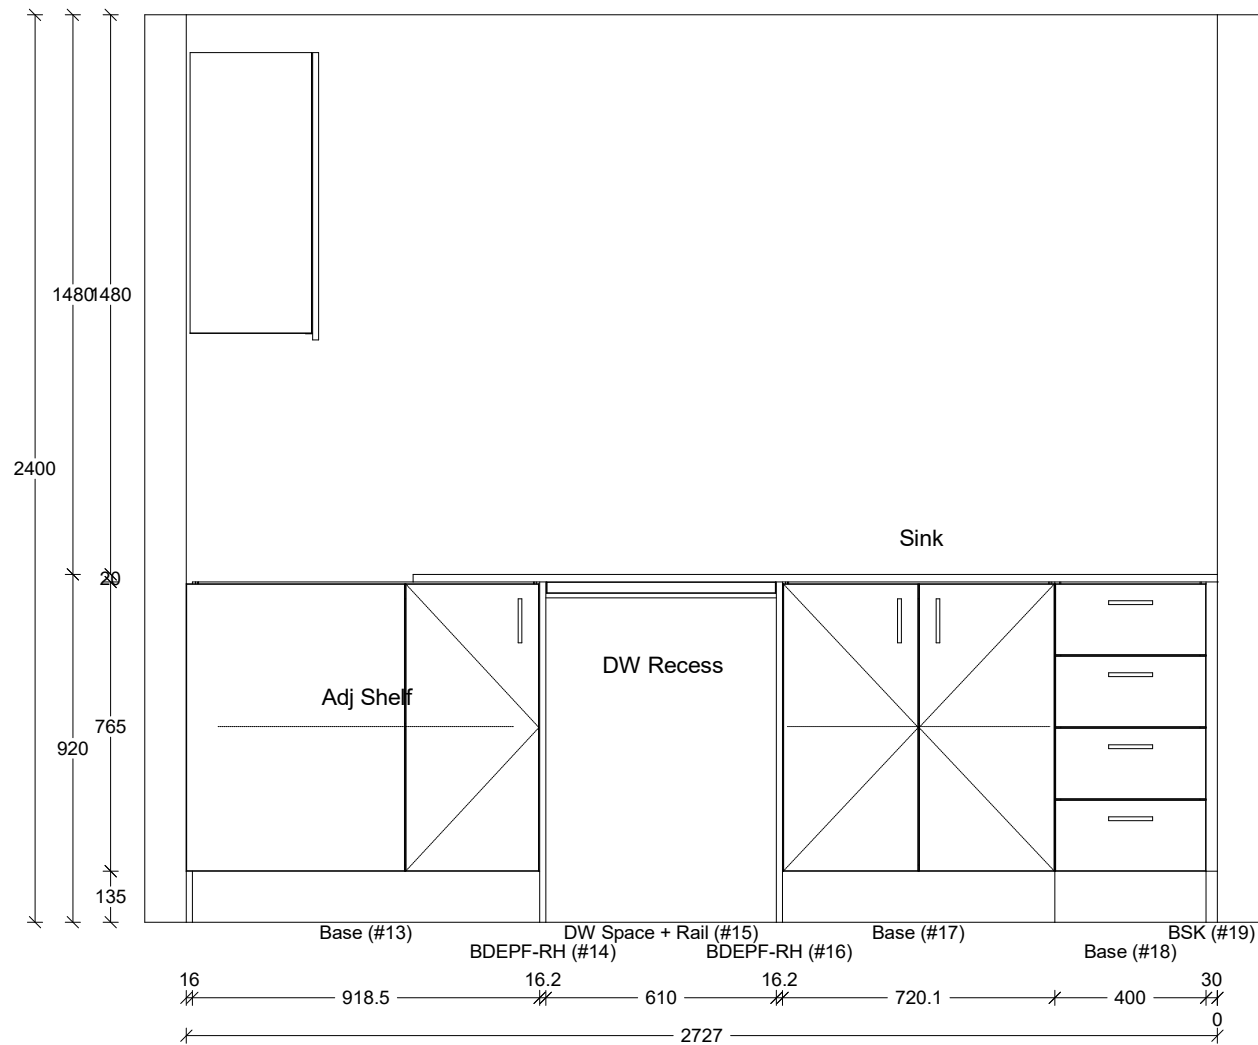 1480 1480
2400
Sink
20
DW Recess
Adj Shelf
765
920
135
Base (#13)
DW Space + Rail (#15)
Base (#17)
BSK (#19)
BDEPF-RH (#14)
BDEPF-RH (#16)
Base (#18)
16
16.2
16.2
30
918.5
610
720.1
400
0
2727